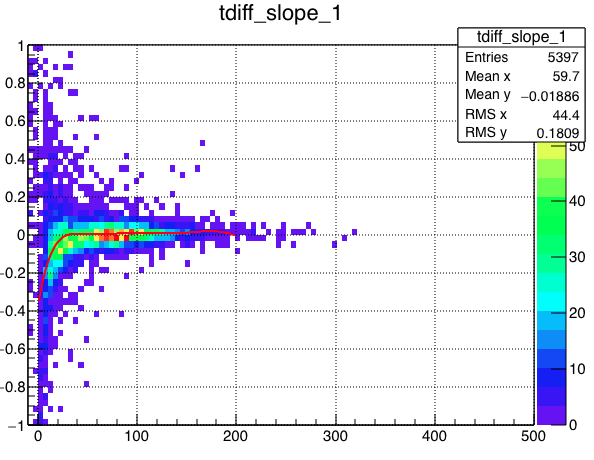 tdiff_slope_1
tdiff_slope_1
Entries 5397
Mean x 59.7
Mean y −0.01886
RMS x 44.4
RMS y 0.1809
1
0.8
0.6
0.4
0.2
0
−0.2
−0.4
−0.6
−0.8
−1
0 100 200 300 400 500
50
40
30
20
10
0